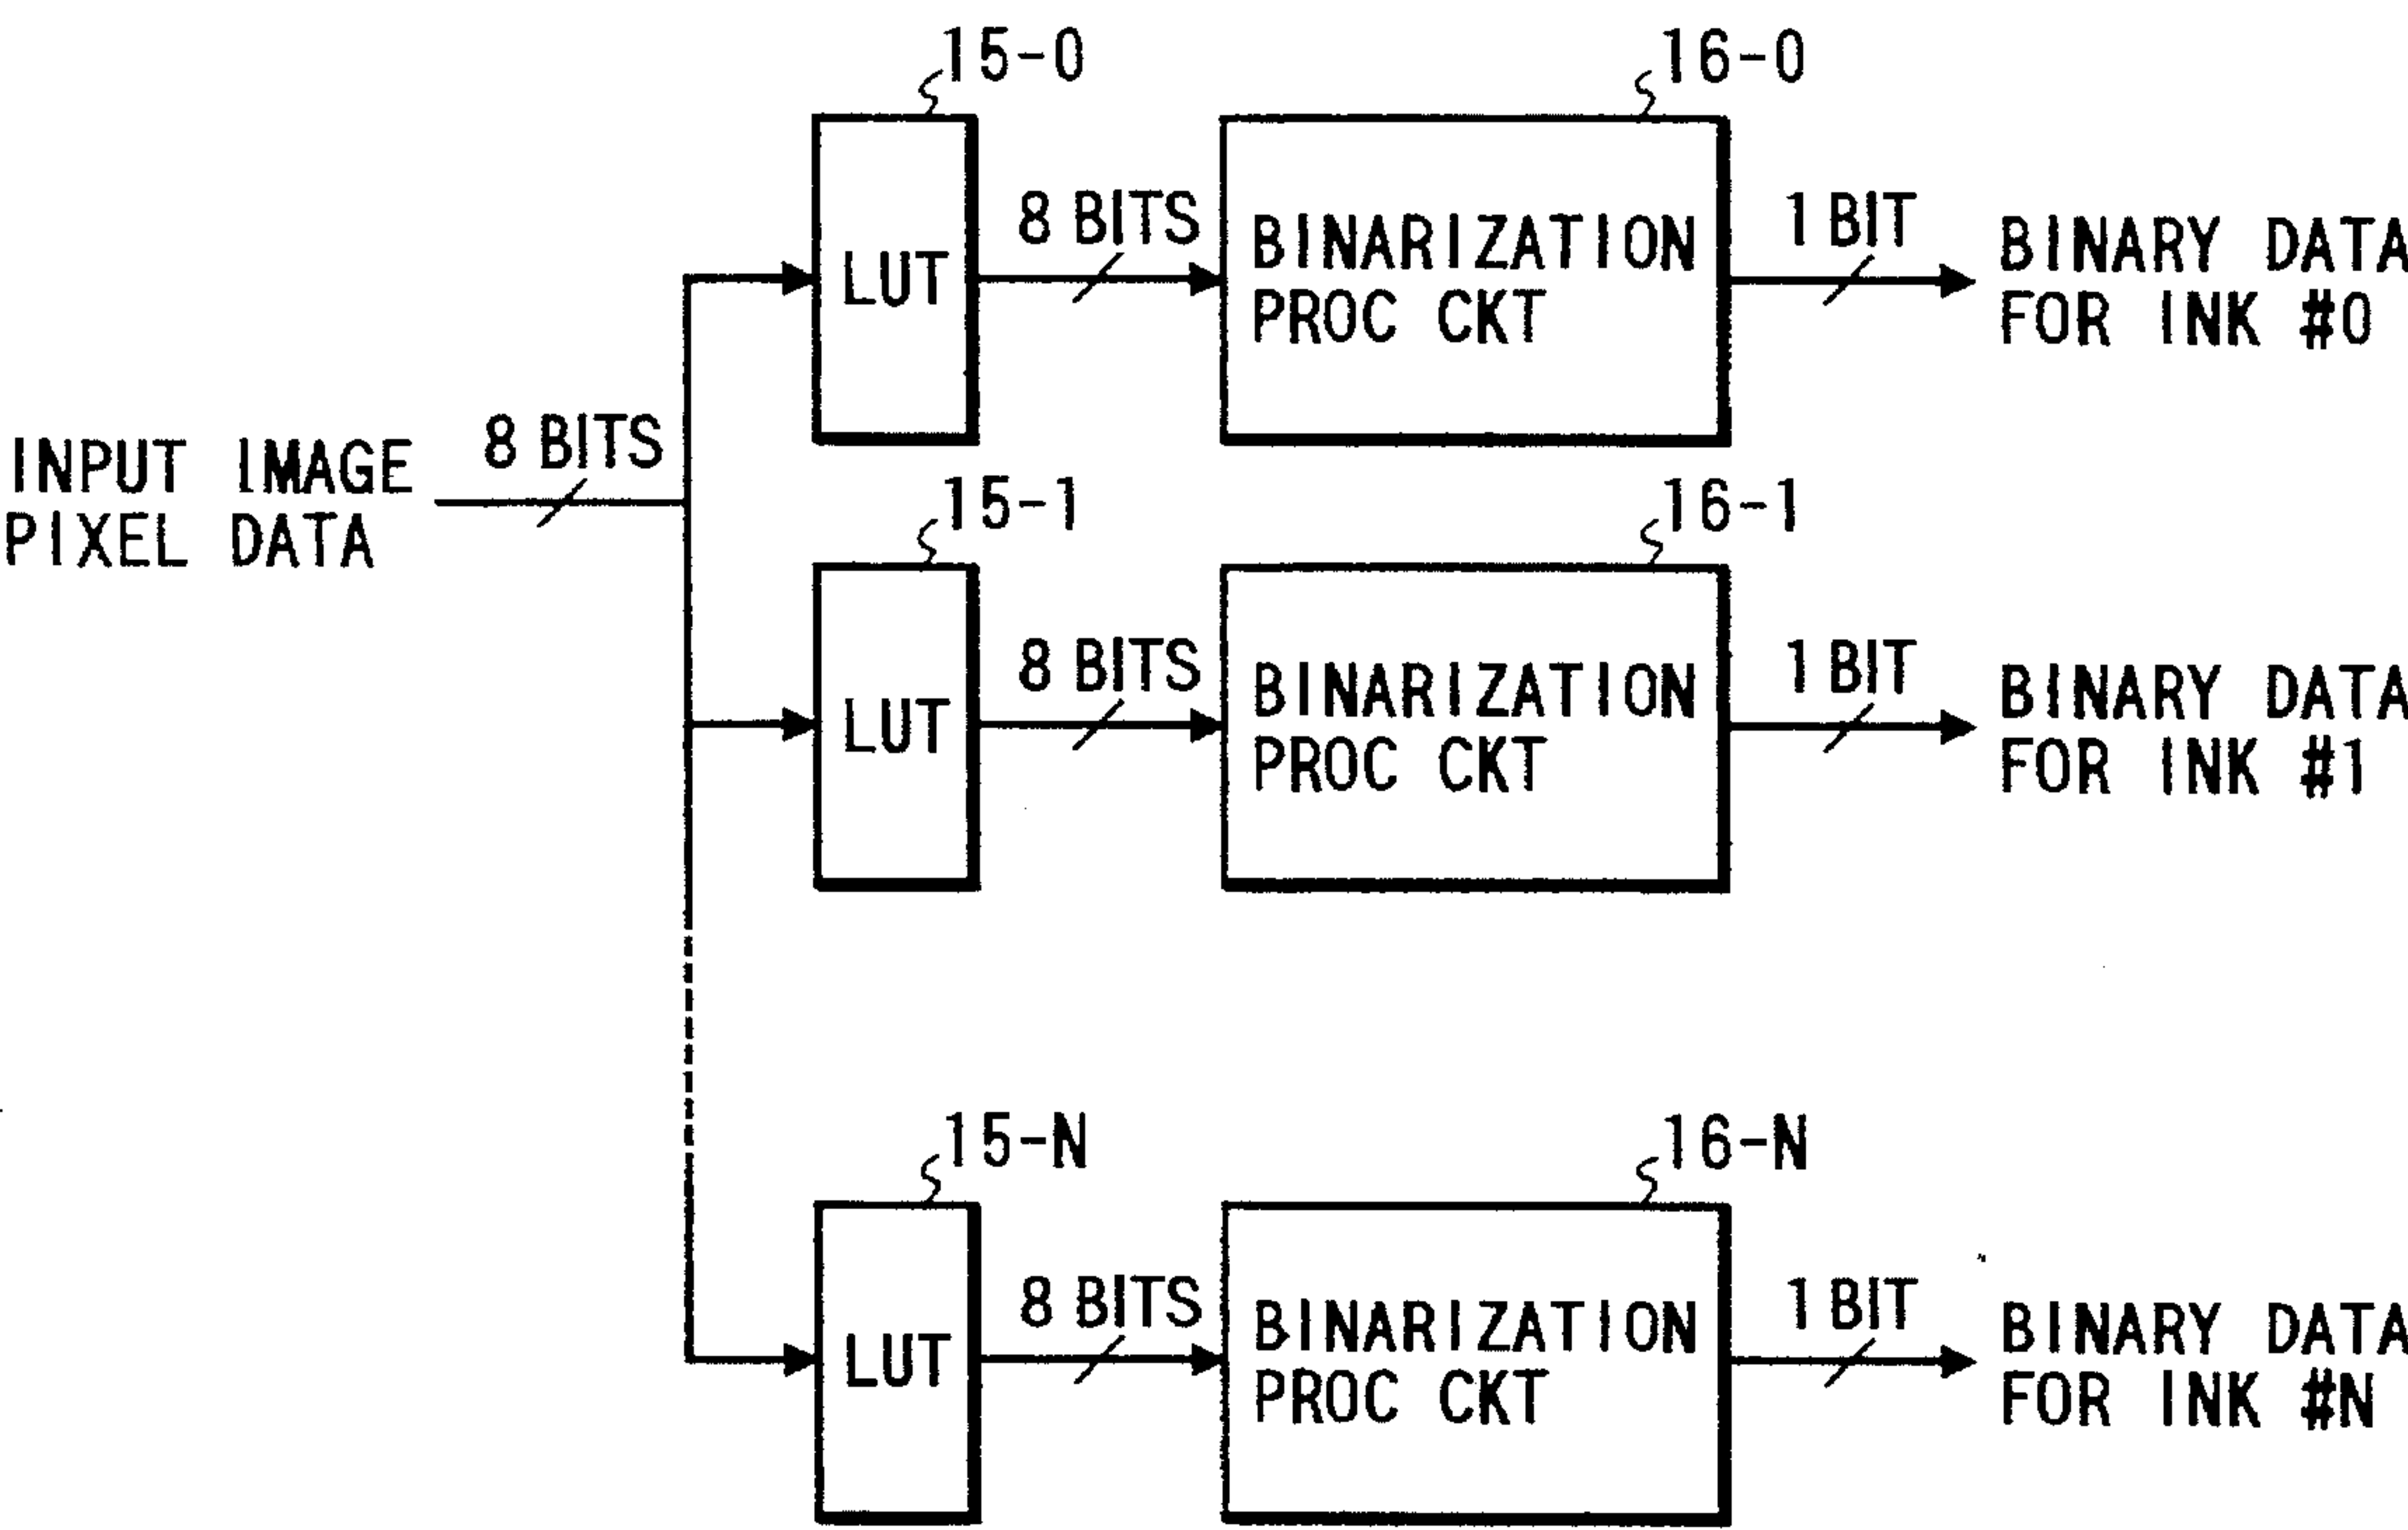 15-0
16-0
LUT
8 BITS
BINARIZATION
PROC CKT
1 BIT
BINARY DATA
FOR INK #0
INPUT IMAGE
PIXEL DATA
8 BITS
15-1
16-1
LUT
8 BITS
BINARIZATION
PROC CKT
1 BIT
BINARY DATA
FOR INK #1
15-N
16-N
LUT
8 BITS
BINARIZATION
PROC CKT
1 BIT
BINARY DATA
FOR INK #N